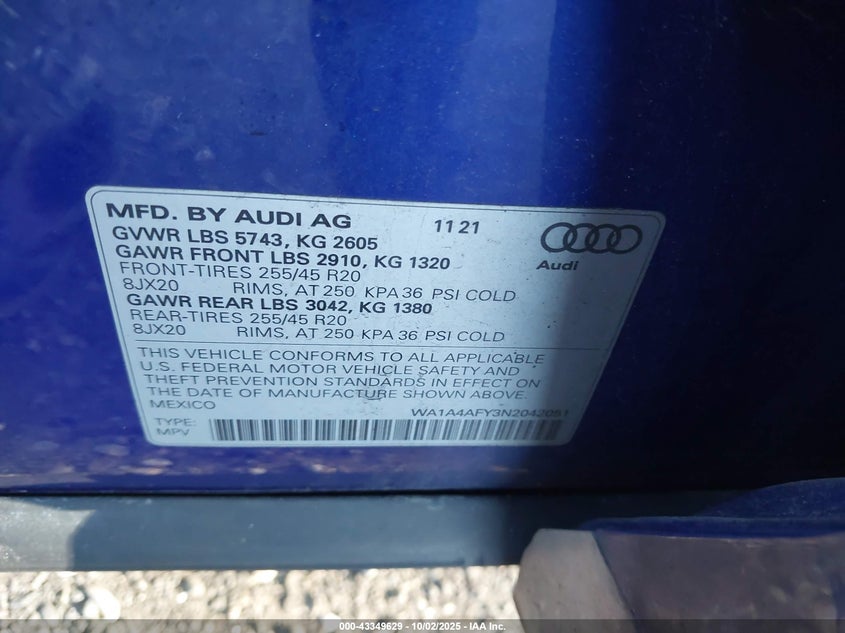 MFD. BY AUDI AG 11 21
GVWR LBS 5743, KG 2605
GAWR FRONT LBS 2910, KG 1320
FRONT-TIRES 255/45 R20
8JX20 RIMS, AT 250 KPA 36 PSI COLD
GAWR REAR LBS 3042, KG 1380
REAR-TIRES 255/45 R20
8JX20 RIMS, AT 250 KPA 36 PSI COLD
Audi
THIS VEHICLE CONFORMS TO ALL APPLICABLE
U.S. FEDERAL MOTOR VEHICLE SAFETY AND
THEFT PREVENTION STANDARDS IN EFFECT ON
THE DATE OF MANUFACTURE SHOWN ABOVE.
MEXICO WA1A4AFY3N2042051
TYPE:
MPV
000-43349629 - 10/02/2025 - IAA Inc.